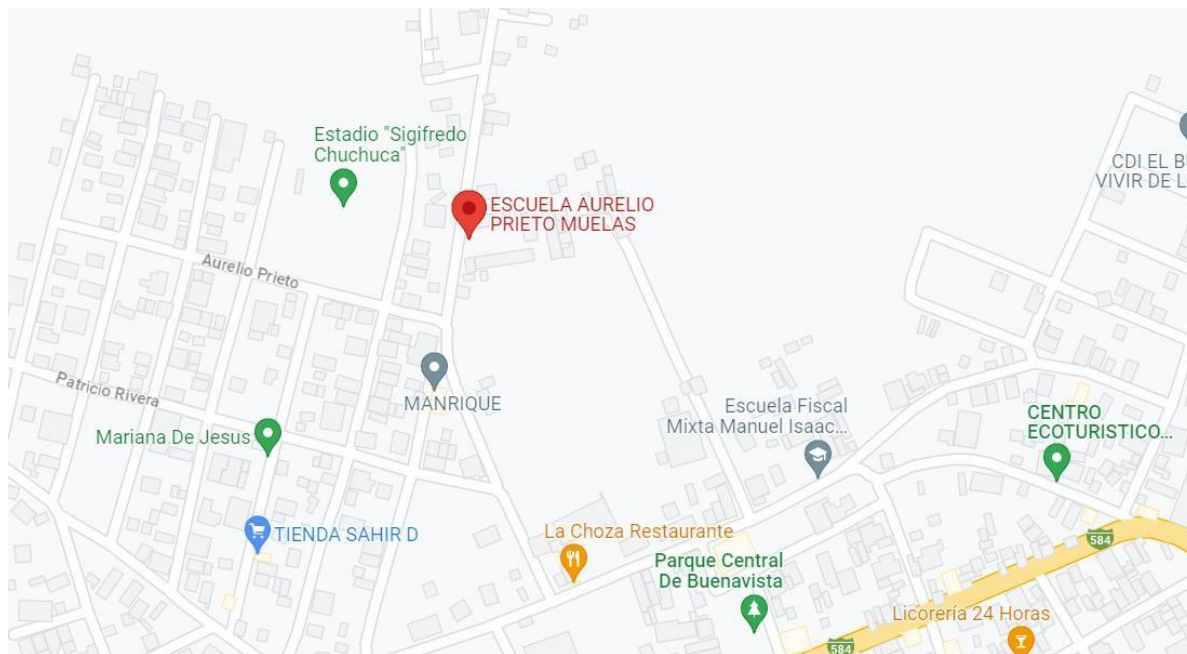 Estadio "Sigifredo
Chuchuca"
ESCUELA AURELIO
PRIETO MUELAS
CDI EL B
VIVIR DE L
Aurelio Prieto
Patricio Rivera
MANRIQUE
Mariana De Jesus
Escuela Fiscal
Mixta Manuel Isaac...
CENTRO
ECOTURISTICO...
TIENDA SAHIR D
La Choza Restaurante
584
Parque Central
De Buenavista
Licorería 24 Horas
584